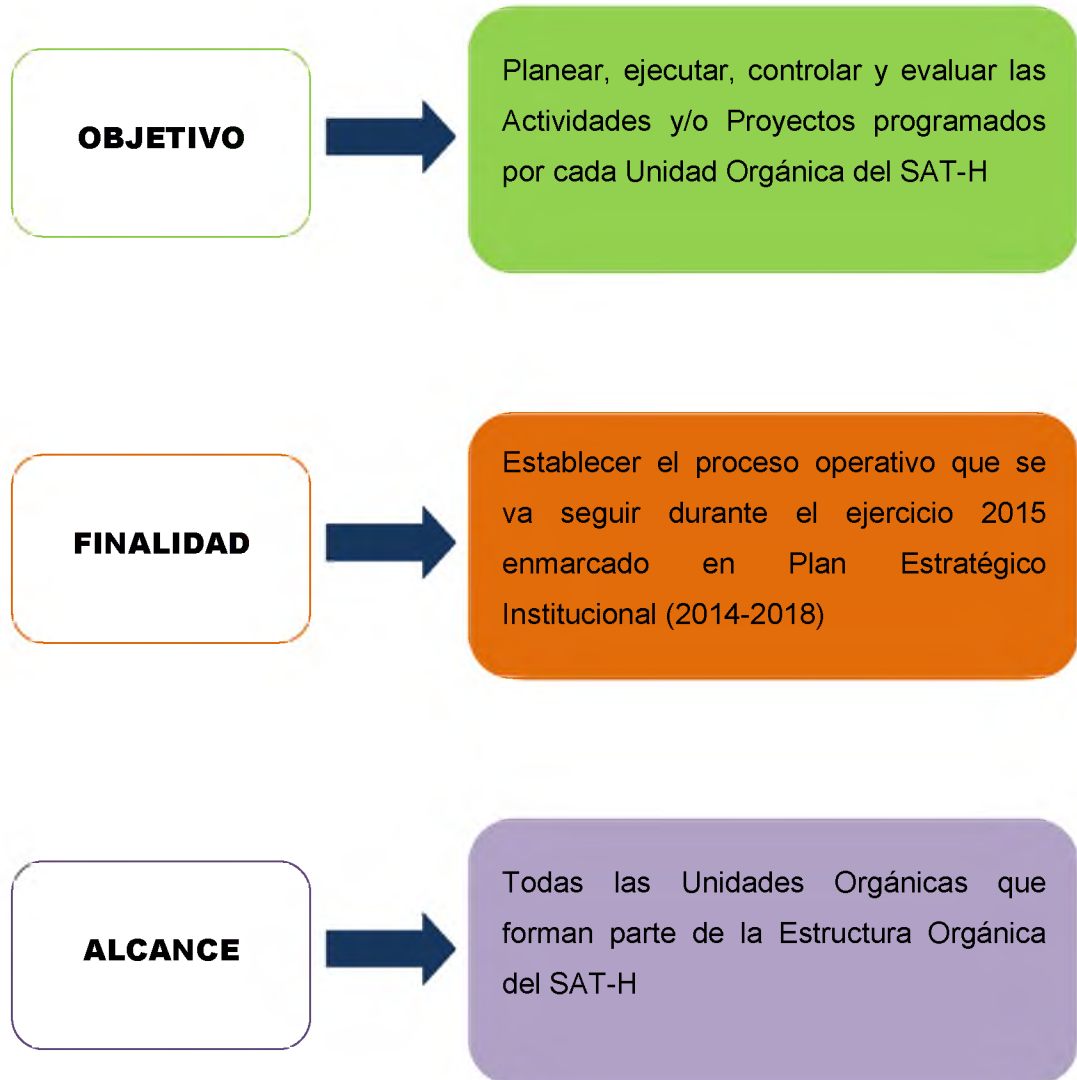 OBJETIVO
Planear, ejecutar, controlar y evaluar las
Actividades y/o Proyectos programados
por cada Unidad Orgánica del SAT-H
FINALIDAD
Establecer el proceso operativo que se
va seguir durante el ejercicio 2015
enmarcado en Plan Estratégico
Institucional (2014-2018)
ALCANCE
Todas las Unidades Orgánicas que
forman parte de la Estructura Orgánica
del SAT-H